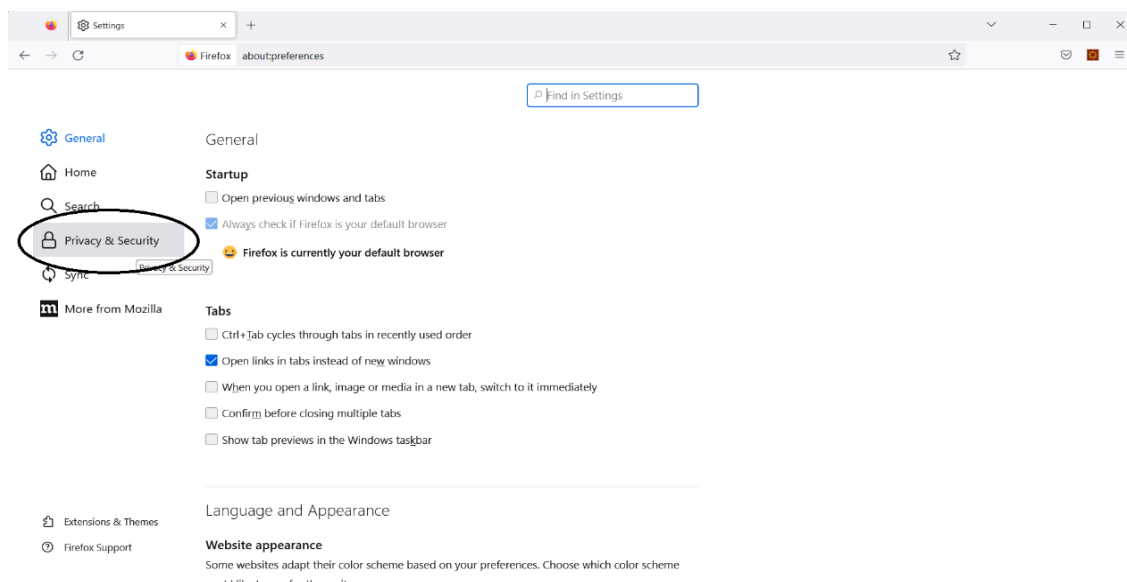 Settings
Firefox about:preferences
Find in Settings
General
Home
Search
Privacy & Security
Privacy & Security
Sync
More from Mozilla
Extensions & Themes
Firefox Support
General
Startup
Open previous windows and tabs
Always check if Firefox is your default browser
Firefox is currently your default browser
Tabs
Ctrl+Tab cycles through tabs in recently used order
Open links in tabs instead of new windows
When you open a link, image or media in a new tab, switch to it immediately
Confirm before closing multiple tabs
Show tab previews in the Windows taskbar
Language and Appearance
Website appearance
Some websites adapt their color scheme based on your preferences. Choose which color scheme